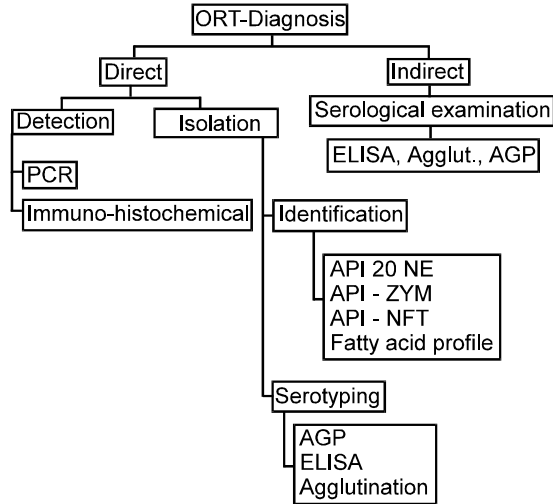 ORT-Diagnosis
Direct
Indirect
Detection
Isolation
Serological examination
ELISA, Agglut., AGP
PCR
Immuno-histochemical
Identification
API 20 NE
API - ZYM
API - NFT
Fatty acid profile
Serotyping
AGP
ELISA
Agglutination